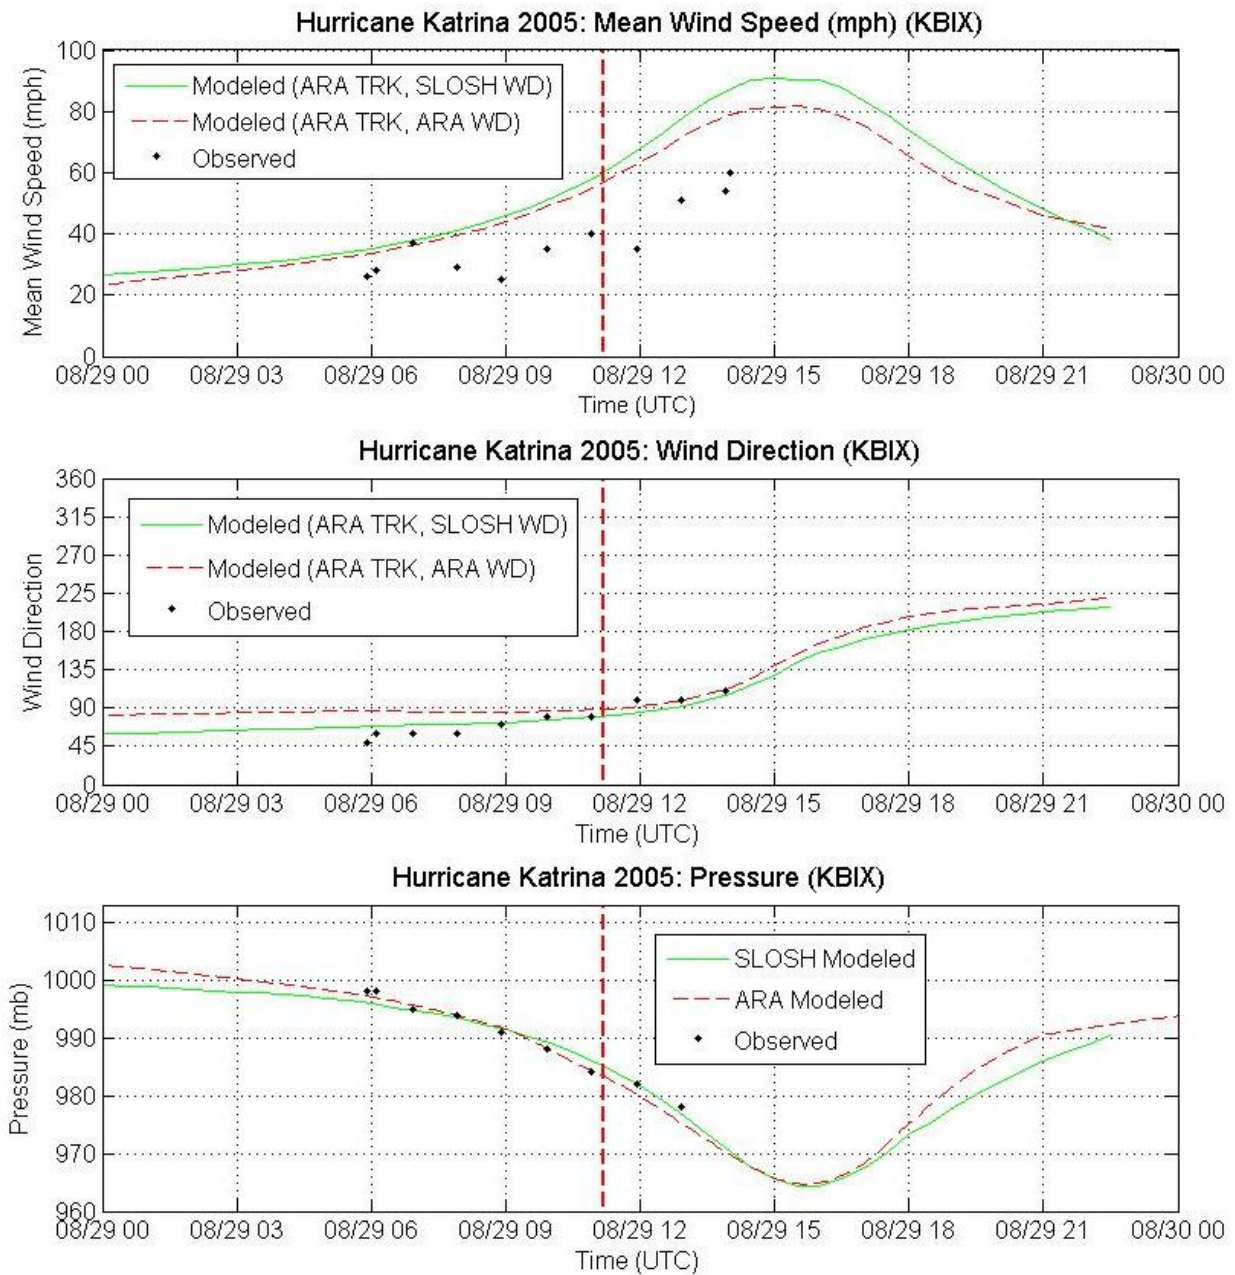 Hurricane Katrina 2005: Mean Wind Speed (mph) (KBIX)
Mean Wind Speed (mph)
100
80
60
40
20
0
Modeled (ARA TRK, SLOSH WD)
Modeled (ARA TRK, ARA WD)
Observed
08/29 00 08/29 03 08/29 06 08/29 09 08/29 12 08/29 15 08/29 18 08/29 21 08/30 00
Time (UTC)
Hurricane Katrina 2005: Wind Direction (KBIX)
Wind Direction
360
315
270
225
180
135
90
45
0
Modeled (ARA TRK, SLOSH WD)
Modeled (ARA TRK, ARA WD)
Observed
08/29 00 08/29 03 08/29 06 08/29 09 08/29 12 08/29 15 08/29 18 08/29 21 08/30 00
Time (UTC)
Hurricane Katrina 2005: Pressure (KBIX)
Pressure (mb)
1010
1000
990
980
970
960
SLOSH Modeled
ARA Modeled
Observed
08/29 00 08/29 03 08/29 06 08/29 09 08/29 12 08/29 15 08/29 18 08/29 21 08/30 00
Time (UTC)